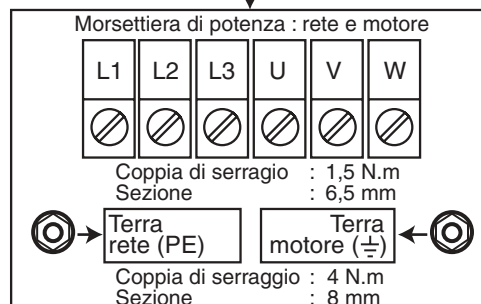 Morsettiera di potenza : rete e motore
L1 L2 L3 U V W
Coppia di serragio : 1,5 N.m
Sezione : 6,5 mm
Terra
rete (PE)
Terra
motore (⏚)
Coppia di serraggio : 4 N.m
Sezione : 8 mm